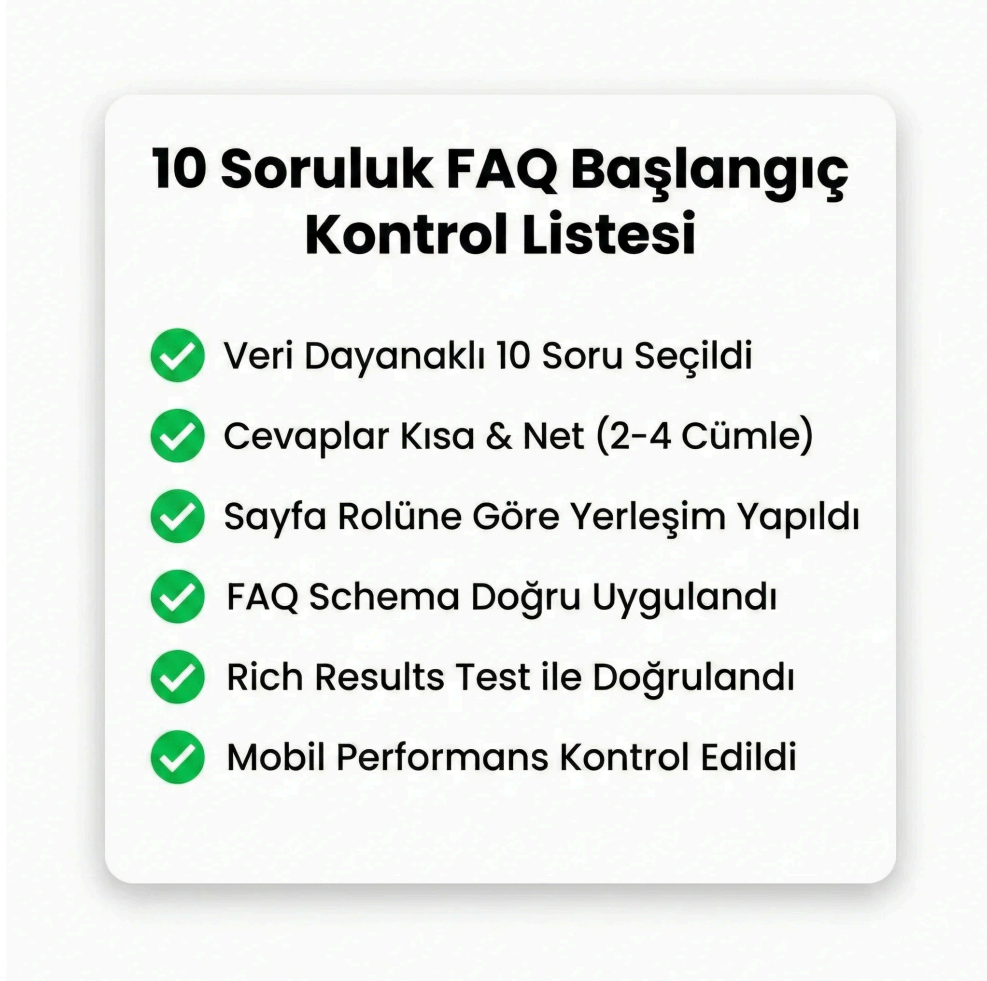 10 Soruluk FAQ Başlangıç
Kontrol Listesi
Veri Dayanaklı 10 Soru Seçildi
Cevaplar Kısa & Net (2-4 Cümle)
Sayfa Rolüne Göre Yerleşim Yapıldı
FAQ Schema Doğru Uygulandı
Rich Results Test ile Doğrulandı
Mobil Performans Kontrol Edildi